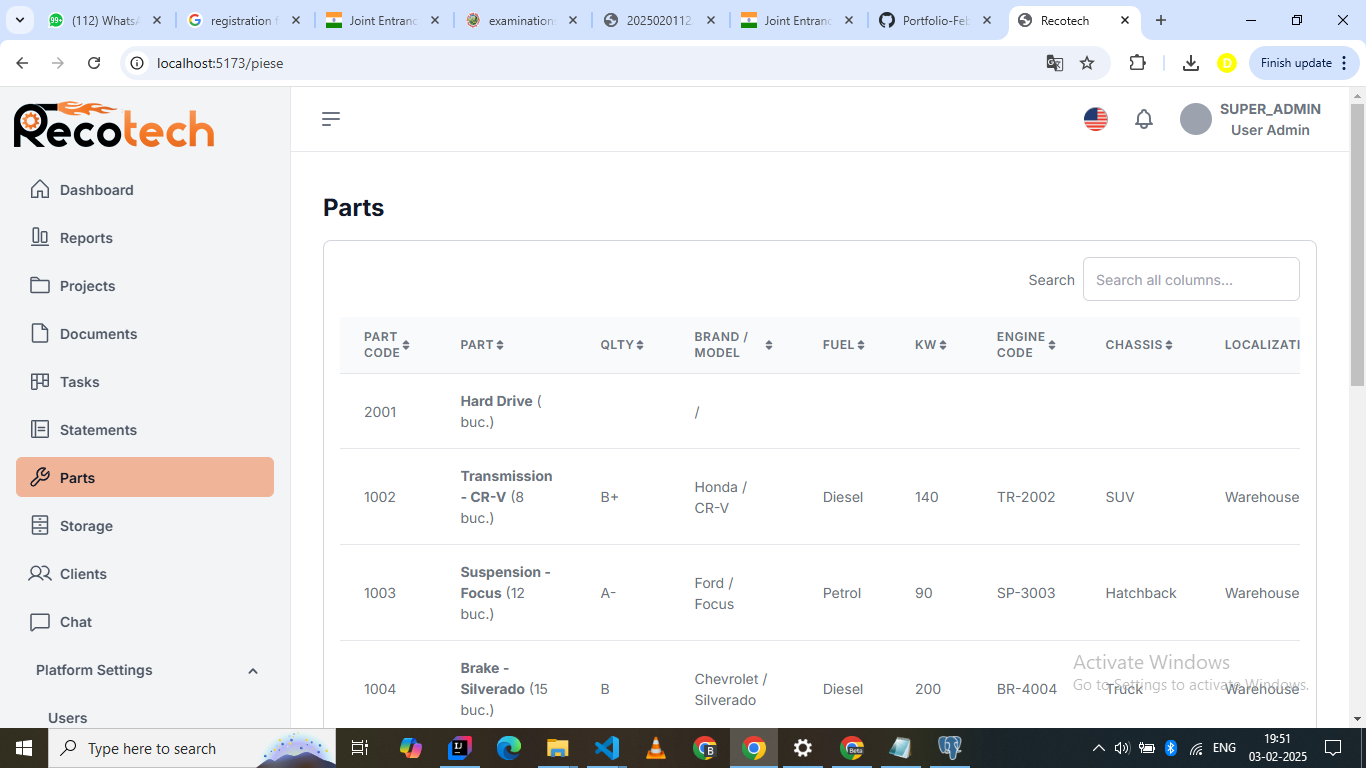 (112) WhatsA
registration f
Joint Entranc
examination
2025020112
Joint Entranc
Portfolio-Feb
Recotech
localhost:5173/piese
D
Finish update
Recotech
SUPER_ADMIN
User Admin
Dashboard
Reports
Projects
Documents
Tasks
Statements
Parts
Storage
Clients
Chat
Platform Settings
Users
Parts
Search
Search all columns...
PART CODE PART QLTY BRAND / MODEL FUEL KW ENGINE CODE CHASSIS LOCALIZATI
2001 Hard Drive ( buc.) /
1002 Transmission - CR-V (8 buc.) B+ Honda / CR-V Diesel 140 TR-2002 SUV Warehouse
1003 Suspension - Focus (12 buc.) A- Ford / Focus Petrol 90 SP-3003 Hatchback Warehouse
1004 Brake - Silverado (15 buc.) B Chevrolet / Silverado Diesel 200 BR-4004 Truck Warehouse
Activate Windows
Go to Settings to activate Windows.
Type here to search
ENG
19:51
03-02-2025